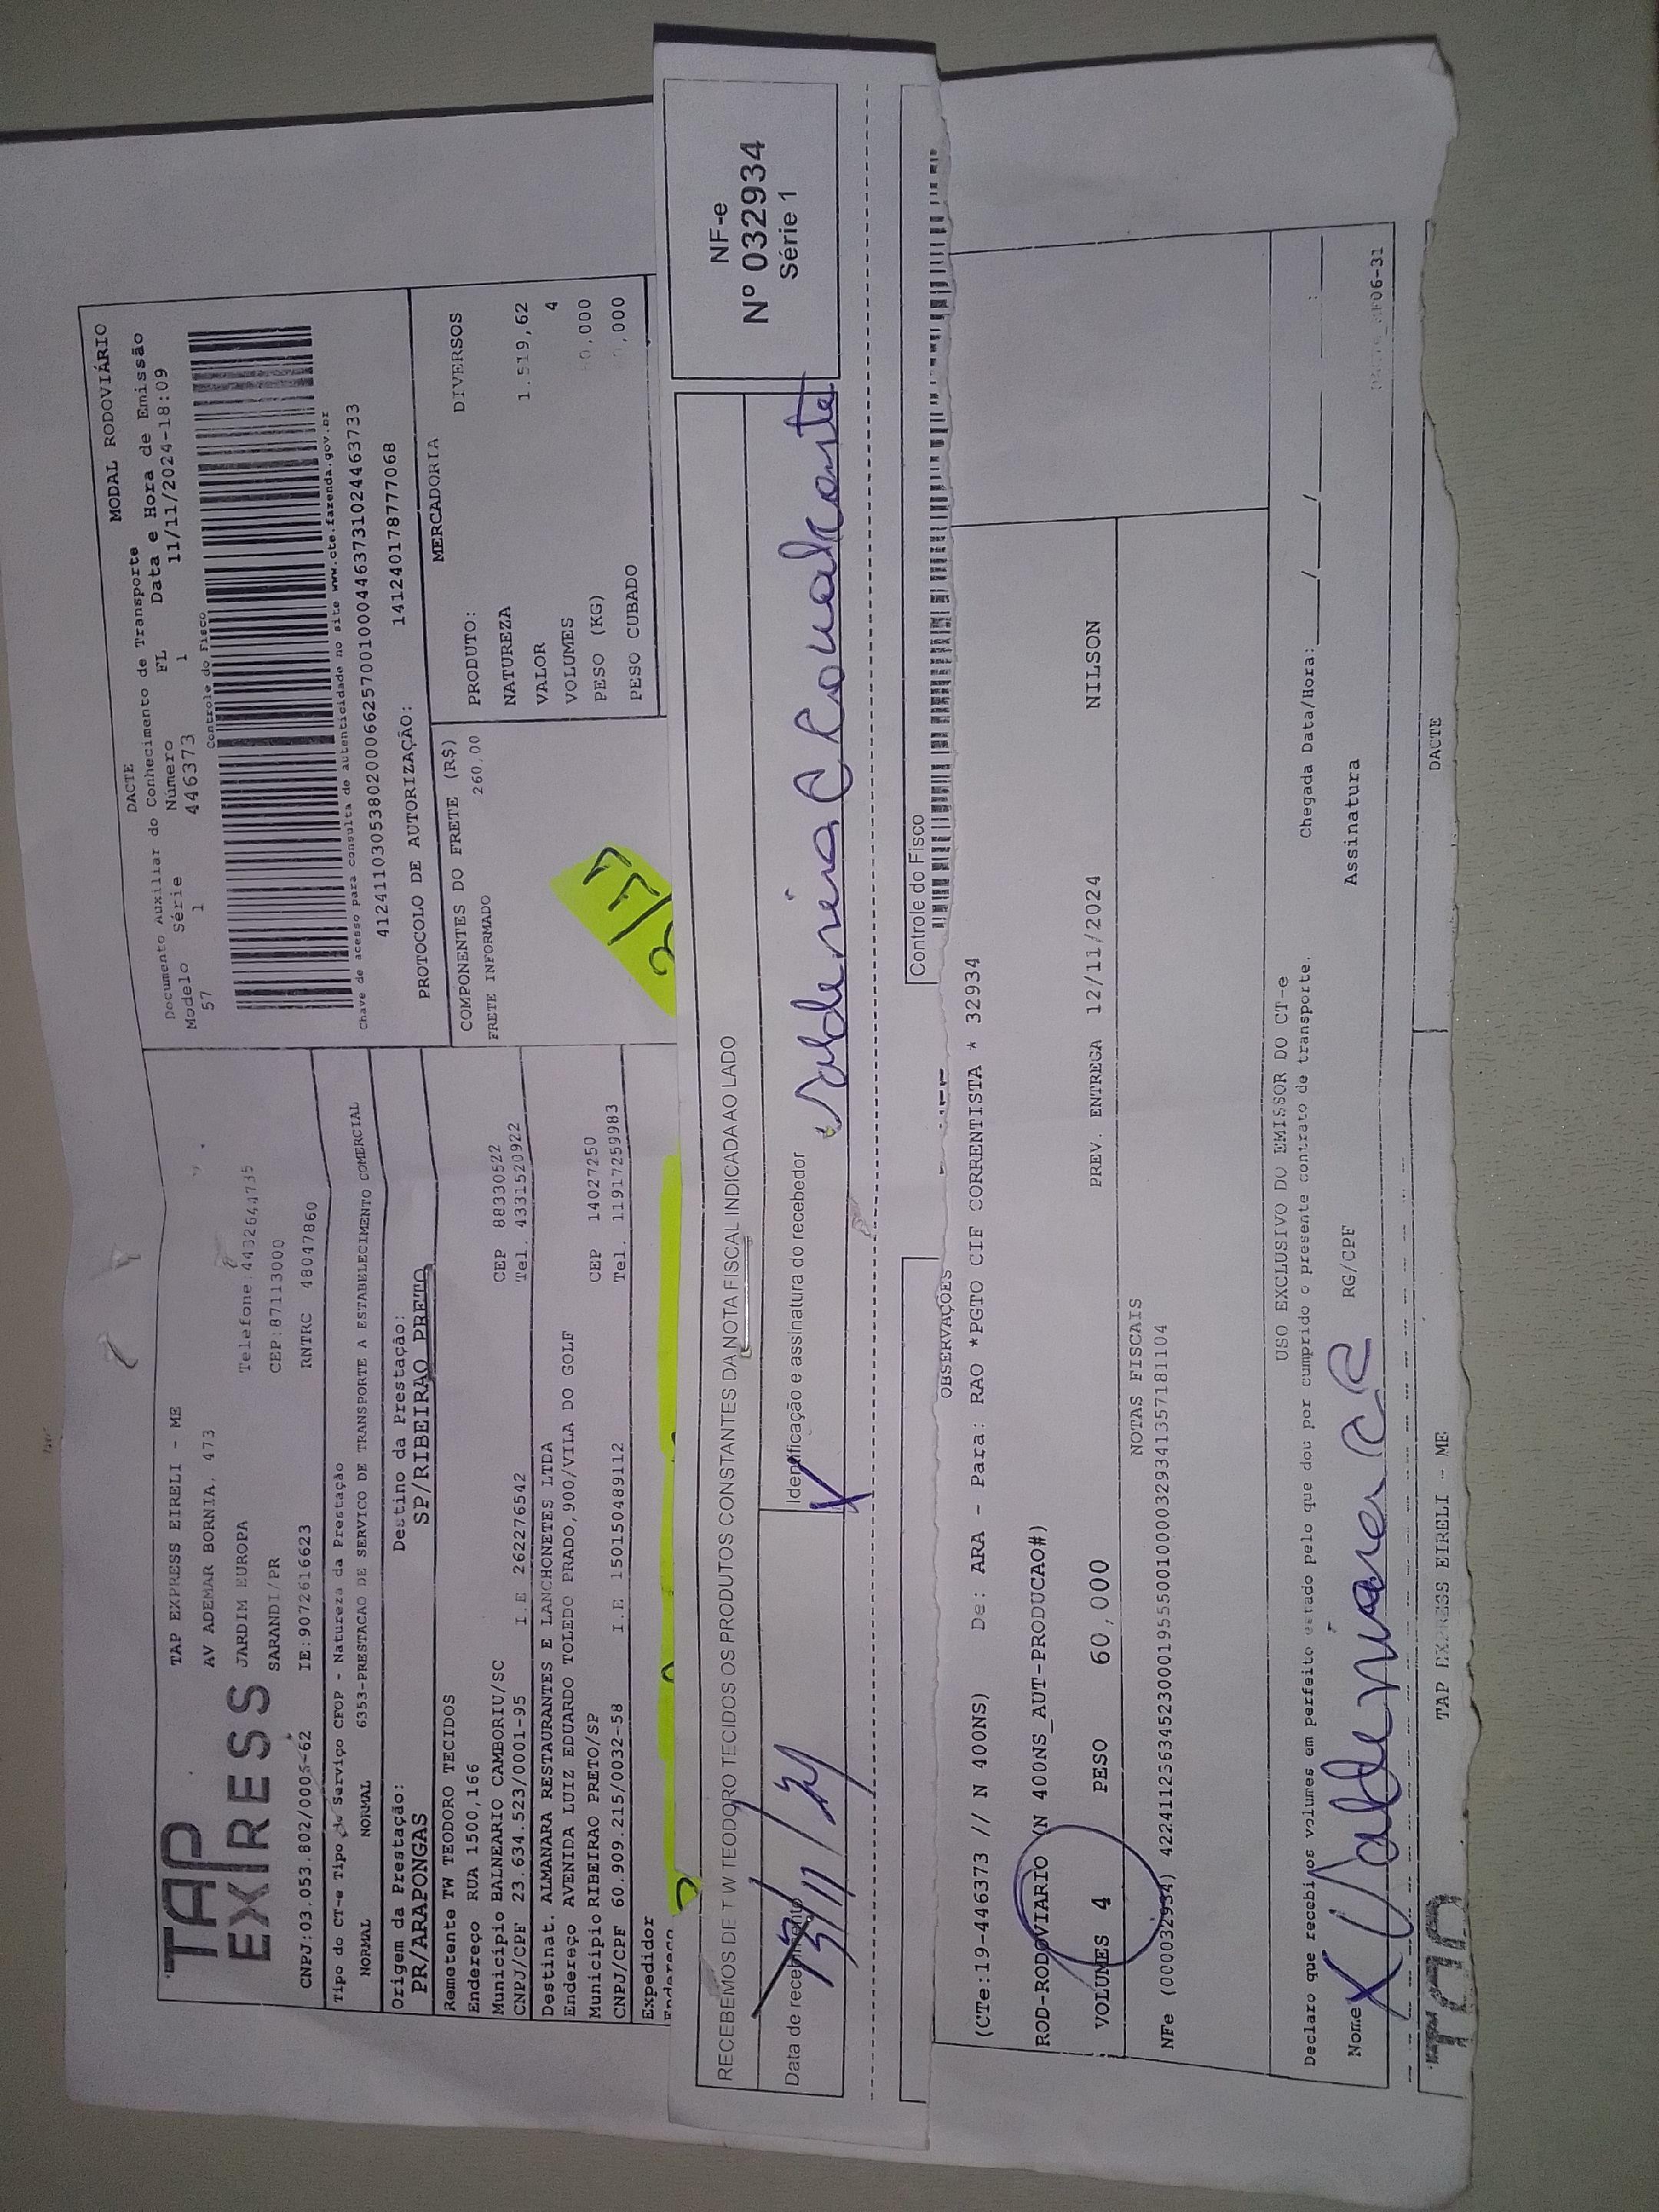 TAP
EXPRESS
TAP EXPRESS EIRELI - ME
AV ADEMAR BORNIA, 473
JARDIM EUROPA
Telefone:4432644735
SARANDI/PR
CEP:87113000
CNPJ:03.053.802/0005-62
IE:9072616623
RNTRC 48047860
Tipo do CT-e Tipo do Serviço CFOP - Natureza da Prestação
NORMAL NORMAL 6353-PRESTACAO DE SERVICO DE TRANSPORTE A ESTABELECIMENTO COMERCIAL
Origem da Prestação: Destino da Prestação:
PR/ARAPONGAS SP/RIBEIRAO PRETO
DACTE MODAL RODOVIÁRIO
Documento Auxiliar do Conhecimento de Transporte
Modelo Série Número FL Data e Hora de Emissão
57 1 446373 1 11/11/2024-18:09
Controle do Fisco
Chave de acesso para consulta de autenticidade no site www.cte.fazenda.gov.br
41241103053802000662570010004463731024463733
PROTOCOLO DE AUTORIZAÇÃO: 141240178777068
Remetente TW TEODORO TECIDOS
Endereço RUA 1500,166
Município BALNEARIO CAMBORIU/SC CEP 88330522
CNPJ/CPF 23.634.523/0001-95 I.E 262276542 Tel. 4331520922
Destinat. ALMANARA RESTAURANTES E LANCHONETES LTDA
Endereço AVENIDA LUIZ EDUARDO TOLEDO PRADO,900/VILA DO GOLF
Município RIBEIRAO PRETO/SP CEP 14027250
CNPJ/CPF 60.909.215/0032-58 I.E 150150489112 Tel. 11917259983
Expedidor
Endereço
COMPONENTES DO FRETE (R$)
FRETE INFORMADO 260,00
MERCADORIA
PRODUTO: DIVERSOS
NATUREZA
VALOR 1.519,62
VOLUMES 4
PESO (KG)
PESO CUBADO
RECEBEMOS DE T W TEODORO TECIDOS OS PRODUTOS CONSTANTES DA NOTA FISCAL INDICADA AO LADO
Data de recebimento
Identificação e assinatura do recebedor
NF-e
Nº 032934
Série 1
Controle do Fisco
OBSERVAÇÕES
(CTe:19-446373 // N 400NS) De: ARA - Para: RAO *PGTO CIF CORRENTISTA * 32934
ROD-RODOVIARIO (N 400NS_AUT-PRODUCAO#)
VOLUMES 4 PESO 60,000 PREV. ENTREGA 12/11/2024 NILSON
NOTAS FISCAIS
NFe (000032934) 42241123634523000195550010000329341357181104
USO EXCLUSIVO DO EMISSOR DO CT-e
Declaro que recebi os volumes em perfeito estado pelo que dou por cumprido o presente contrato de transporte. Chegada Data/Hora: / / :
Nome RG/CPF Assinatura
TAP
TAP EXPRESS EIRELI - ME DACTE